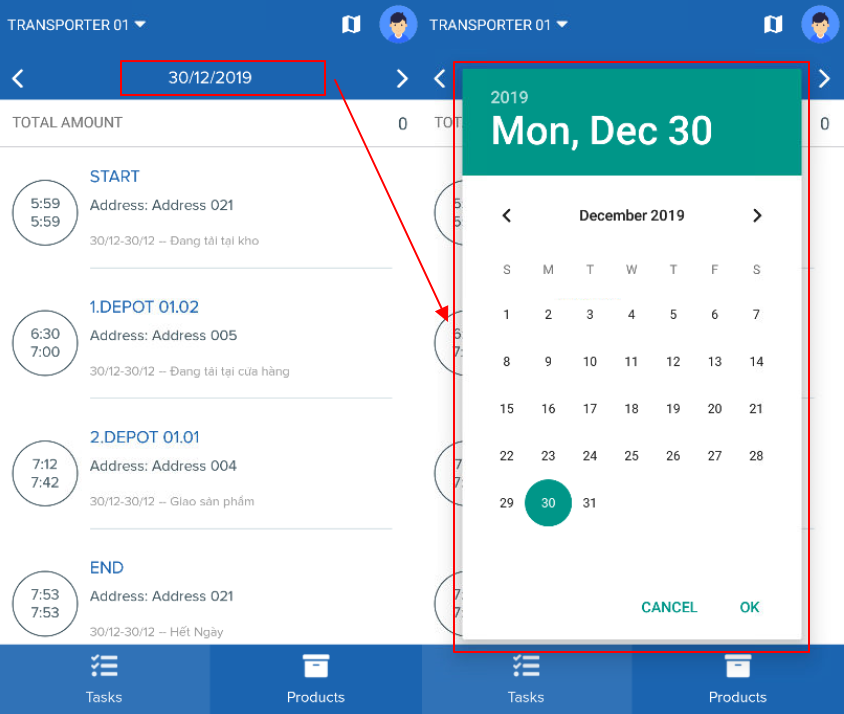 TRANSPORTER 01
30/12/2019
TOTAL AMOUNT 0
START
5:59
5:59
Address: Address 021
30/12-30/12 – Đang tải tại kho
1.DEPOT 01.02
6:30
7:00
Address: Address 005
30/12-30/12 – Đang tải tại cửa hàng
2.DEPOT 01.01
7:12
7:42
Address: Address 004
30/12-30/12 – Giao sản phẩm
END
7:53
7:53
Address: Address 021
30/12-30/12 – Hết Ngày
Tasks
Products
TRANSPORTER 01
0
2019
Mon, Dec 30
December 2019
S M T W T F S
1 2 3 4 5 6 7
8 9 10 11 12 13 14
15 16 17 18 19 20 21
22 23 24 25 26 27 28
29 30 31
CANCEL OK
Tasks
Products